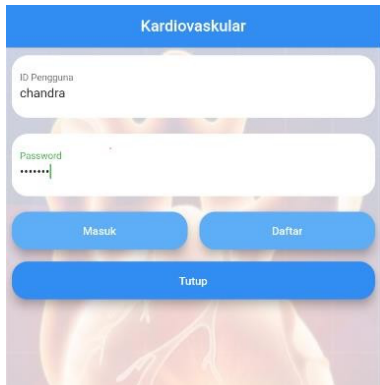 Kardiovaskular
ID Pengguna
chandra
Password
•••••••
Masuk Daftar
Tutup